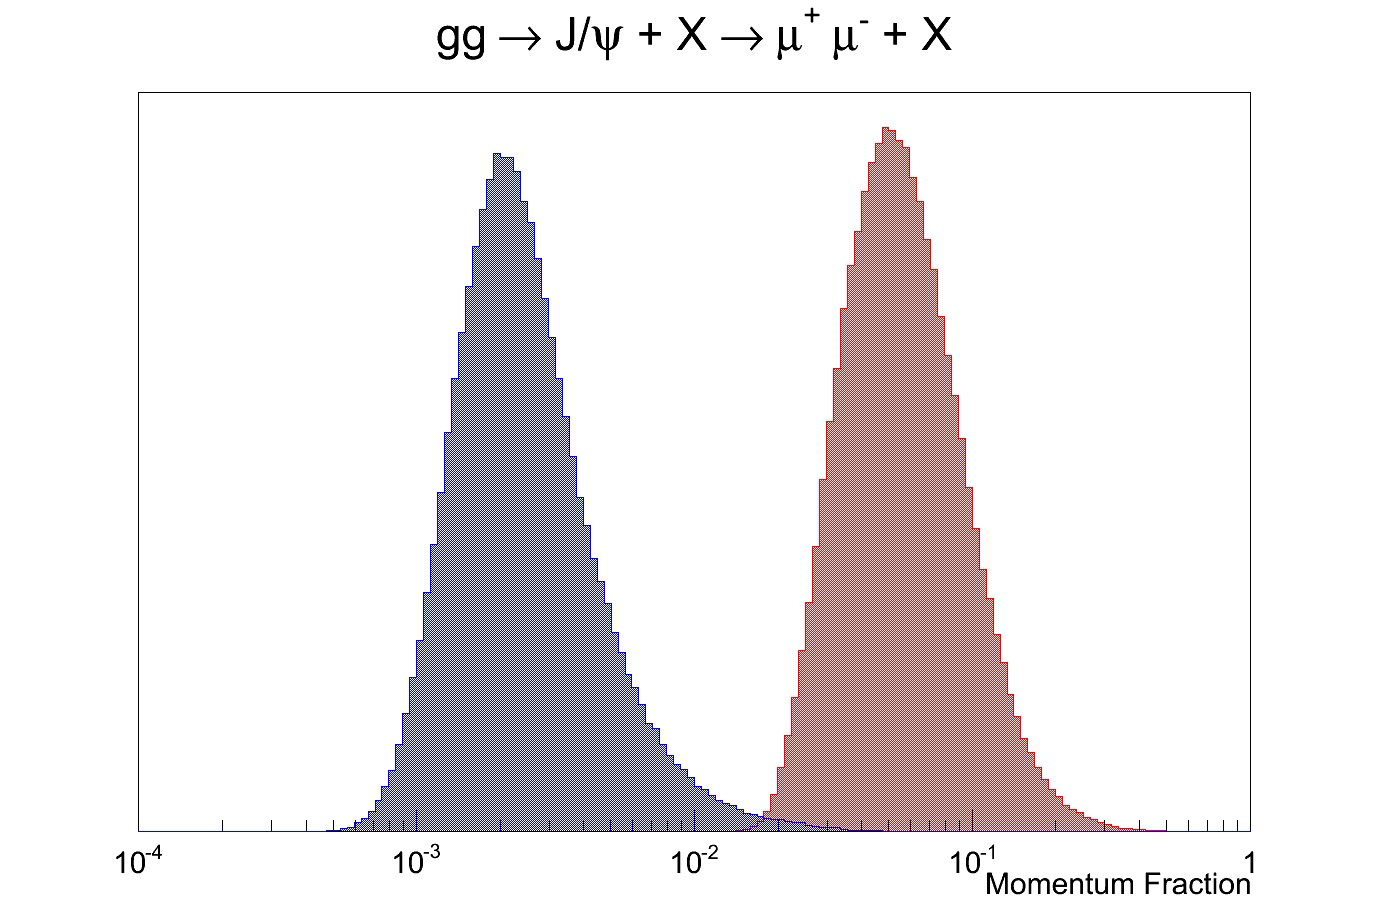 gg → J/ψ + X → μ⁺ μ⁻ + X
10⁻⁴ 10⁻³ 10⁻² 10⁻¹ 1
Momentum Fraction